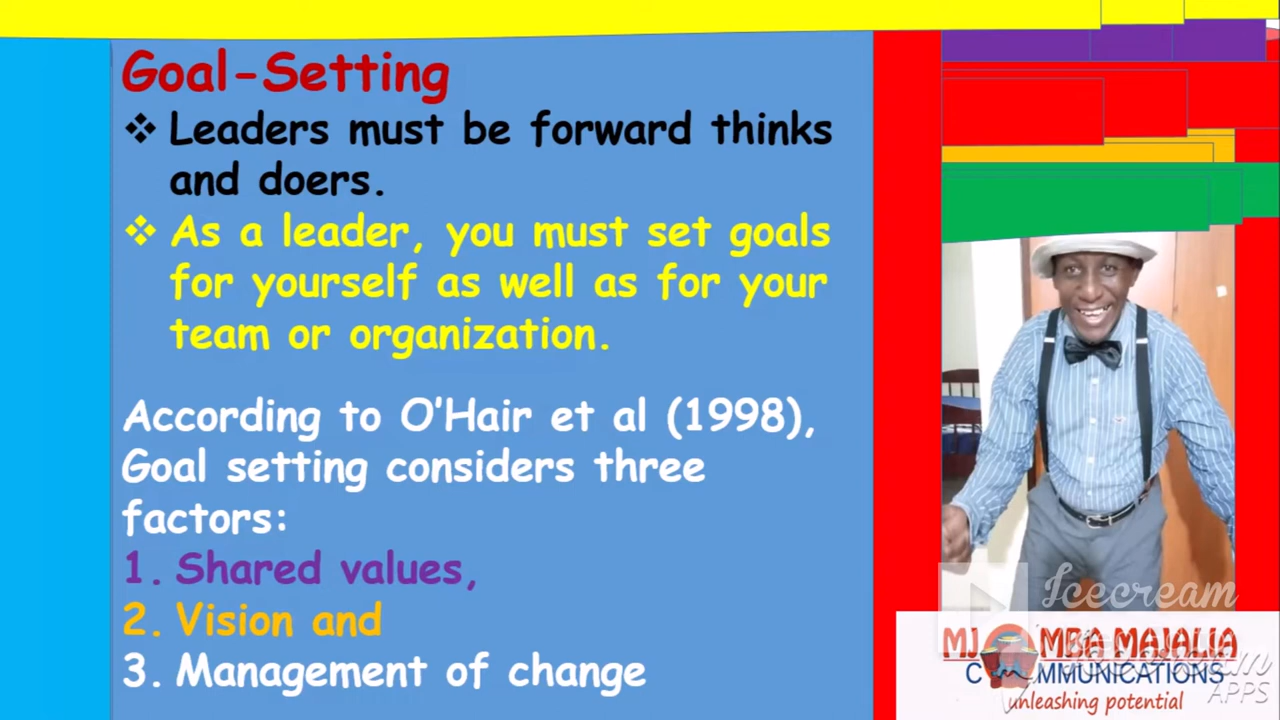 Goal-Setting
❖ Leaders must be forward thinks
and doers.
❖ As a leader, you must set goals
for yourself as well as for your
team or organization.
According to O'Hair et al (1998),
Goal setting considers three
factors:
1. Shared values,
2. Vision and
3. Management of change
Icecream
MJOMBA MAJALIA
COMMUNICATIONS
unleashing potential
APPS